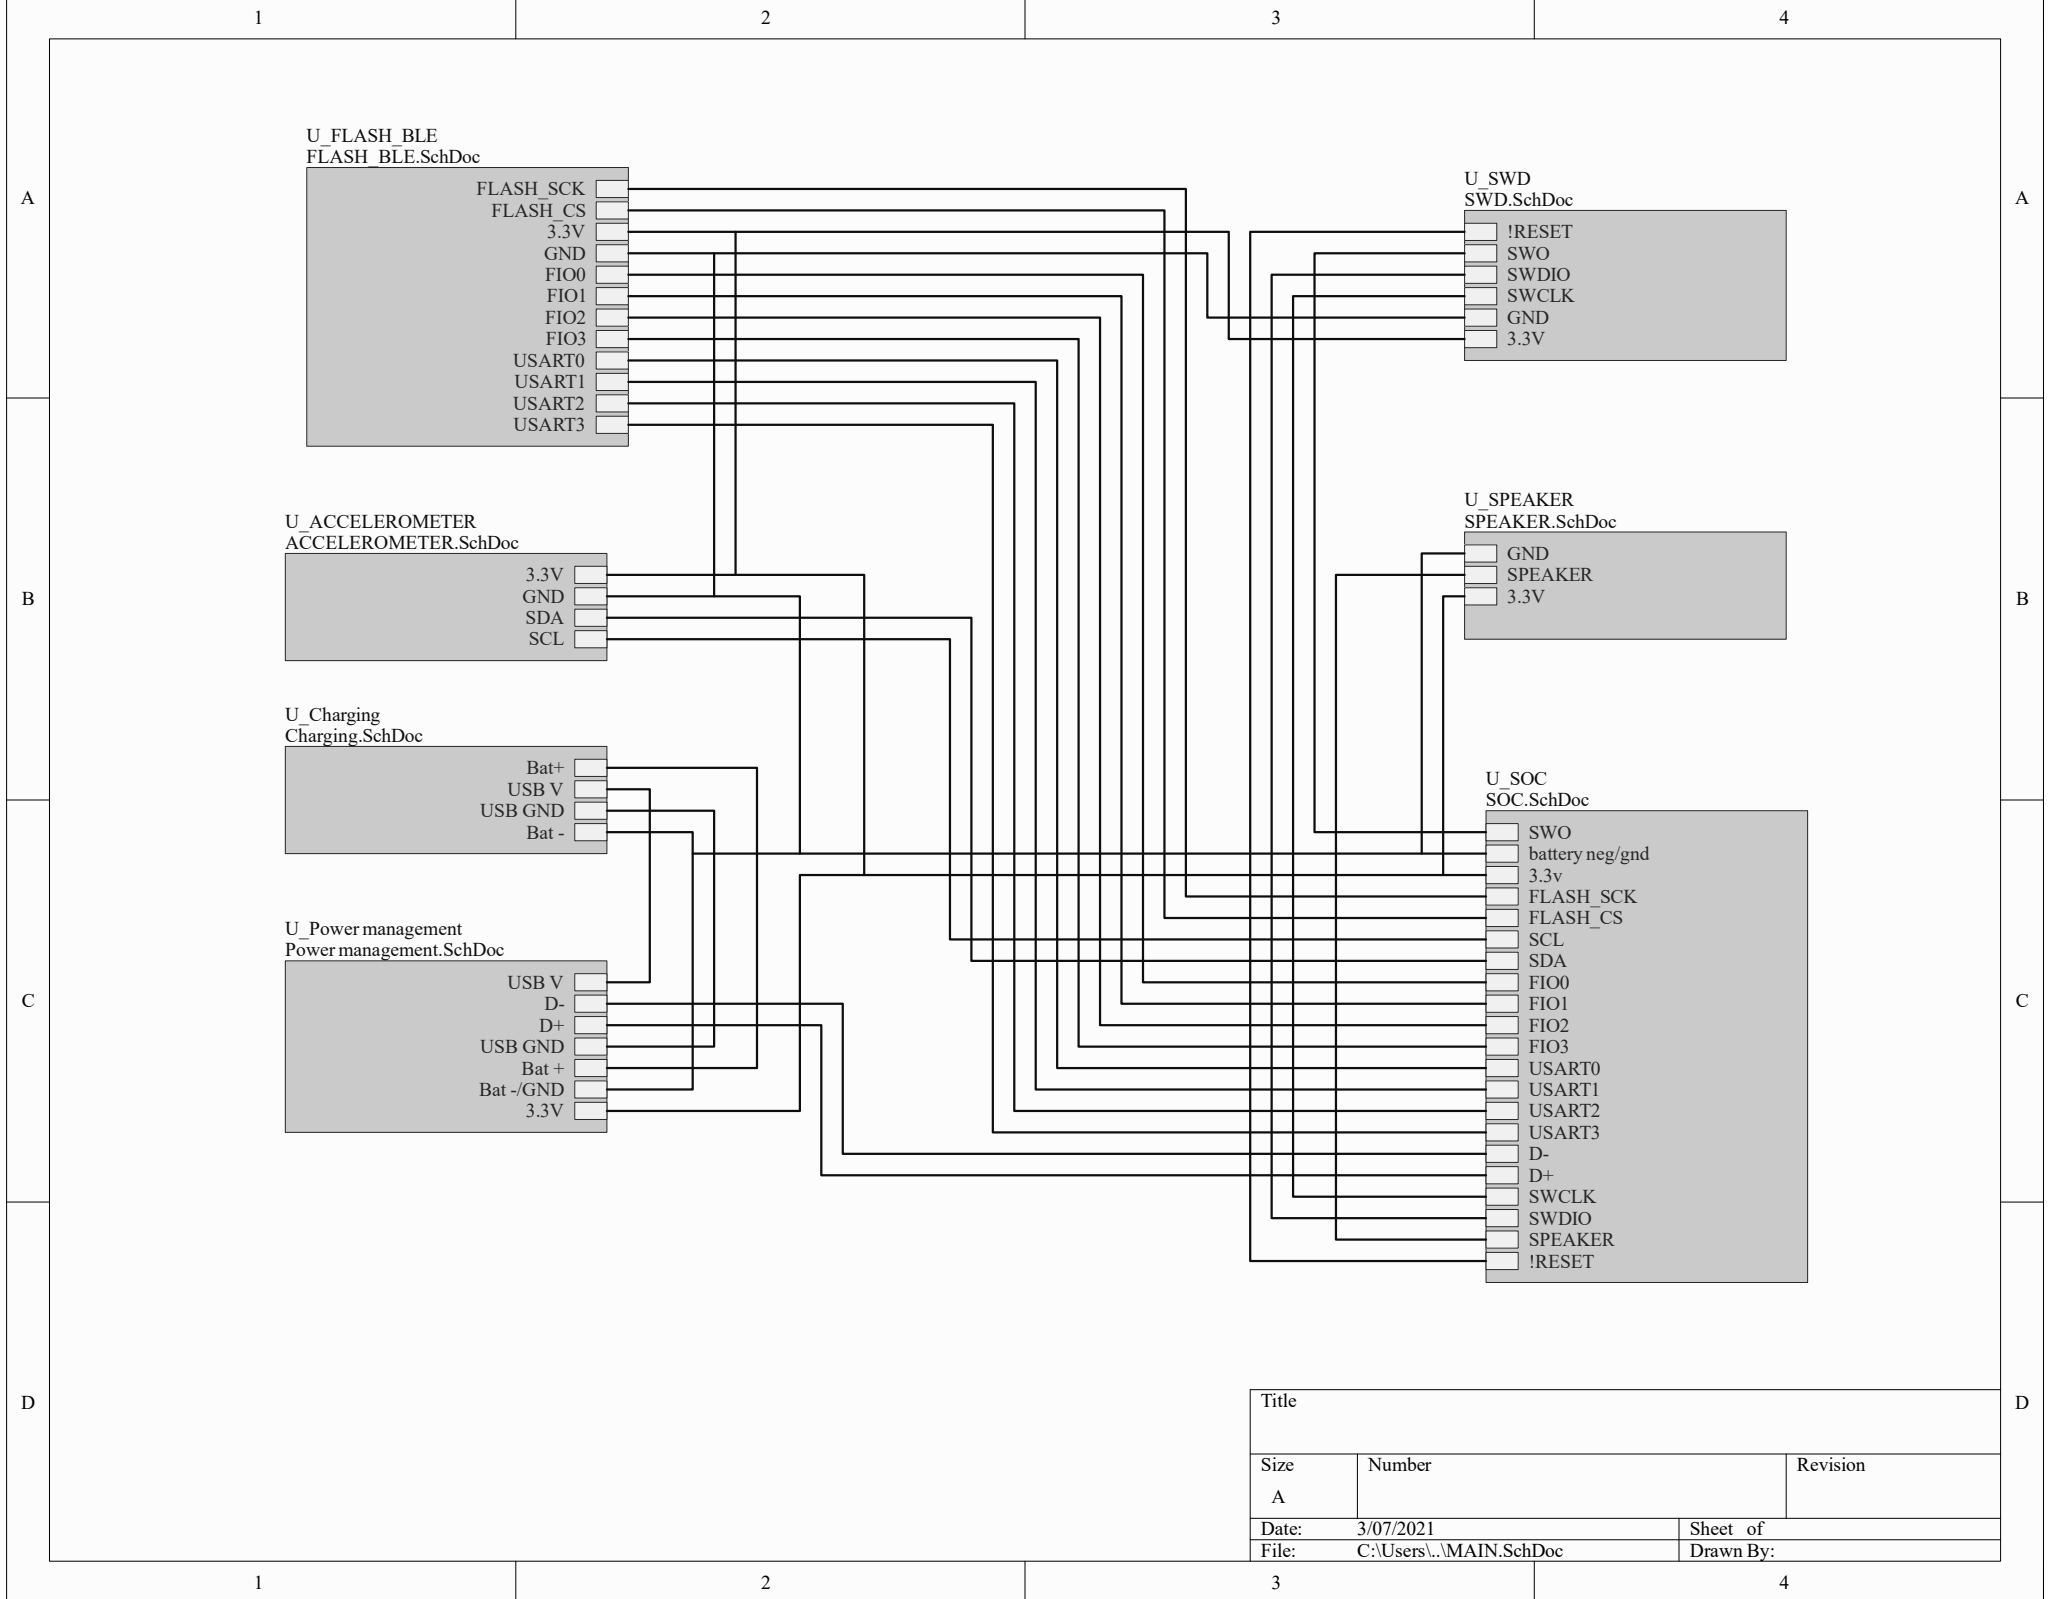 1 2 3 4
A A
U_FLASH_BLE
FLASH_BLE.SchDoc
FLASH_SCK
FLASH_CS
3.3V
GND
FIO0
FIO1
FIO2
FIO3
USART0
USART1
USART2
USART3
U_SWD
SWD.SchDoc
!RESET
SWO
SWDIO
SWCLK
GND
3.3V
B B
U_ACCELEROMETER
ACCELEROMETER.SchDoc
3.3V
GND
SDA
SCL
U_SPEAKER
SPEAKER.SchDoc
GND
SPEAKER
3.3V
U_Charging
Charging.SchDoc
Bat+
USB V
USB GND
Bat -
C C
U_Power management
Power management.SchDoc
USB V
D-
D+
USB GND
Bat +
Bat -/GND
3.3V
U_SOC
SOC.SchDoc
SWO
battery neg/gnd
3.3v
FLASH_SCK
FLASH_CS
SCL
SDA
FIO0
FIO1
FIO2
FIO3
USART0
USART1
USART2
USART3
D-
D+
SWCLK
SWDIO
SPEAKER
!RESET
D D
Title
Size Number Revision
A
Date: 3/07/2021 Sheet of
File: C:\Users\..\MAIN.SchDoc Drawn By:
1 2 3 4